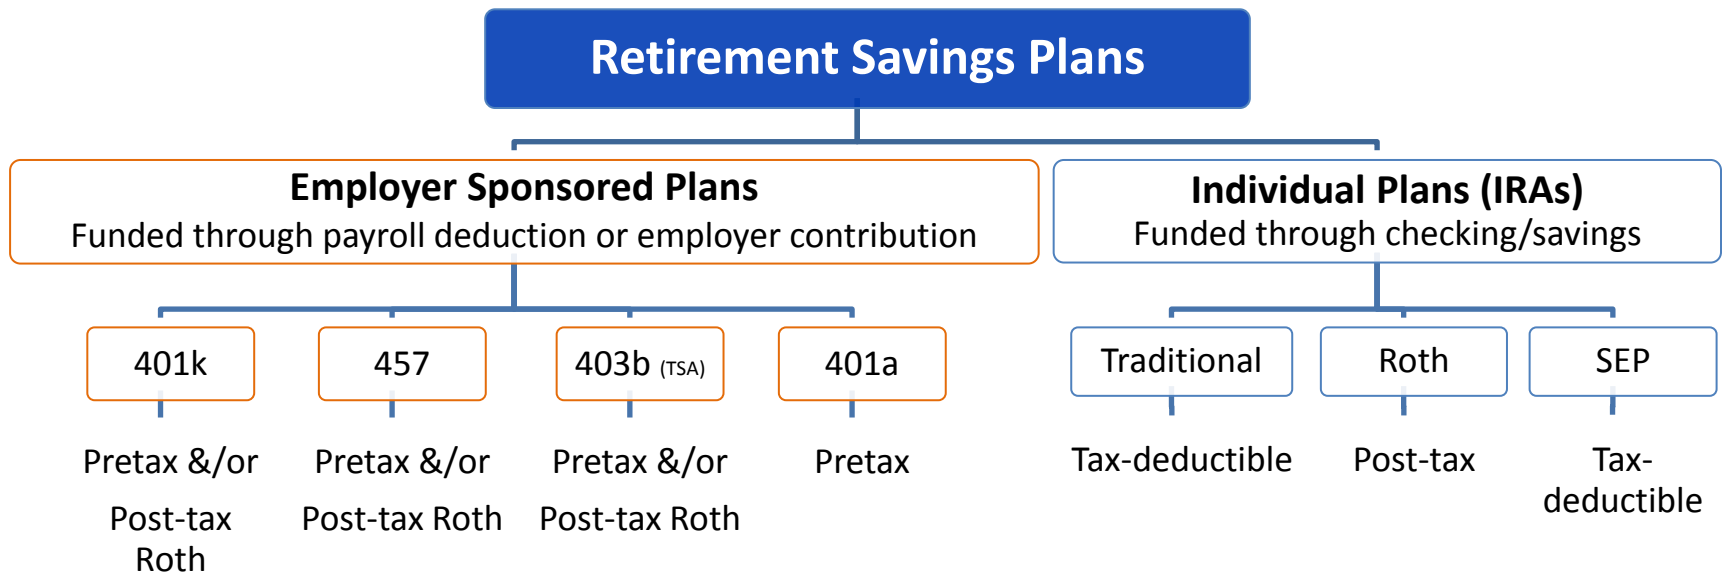 Retirement Savings Plans
Employer Sponsored Plans
Funded through payroll deduction or employer contribution
Individual Plans (IRAs)
Funded through checking/savings
401k
457
403b (TSA)
401a
Traditional
Roth
SEP
Pretax &/or
Post-tax
Roth
Pretax &/or
Post-tax Roth
Pretax &/or
Post-tax Roth
Pretax
Tax-deductible
Post-tax
Tax-
deductible